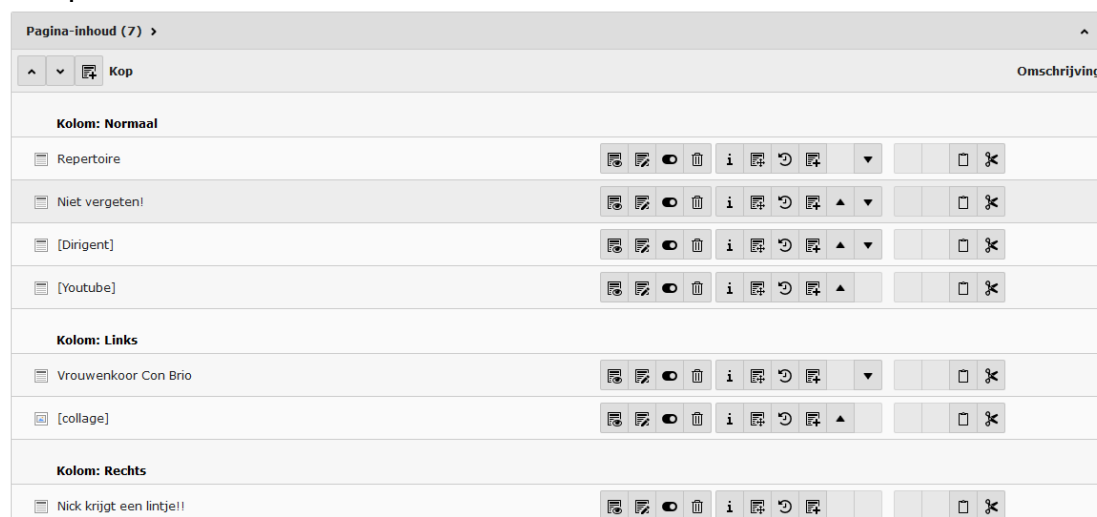 Pagina-inhoud (7)
Kop Omschrijving
Kolom: Normaal
Repertoire
Niet vergeten!
[Dirigent]
[Youtube]
Kolom: Links
Vrouwenkoor Con Brio
[collage]
Kolom: Rechts
Nick krijgt een lintje!!